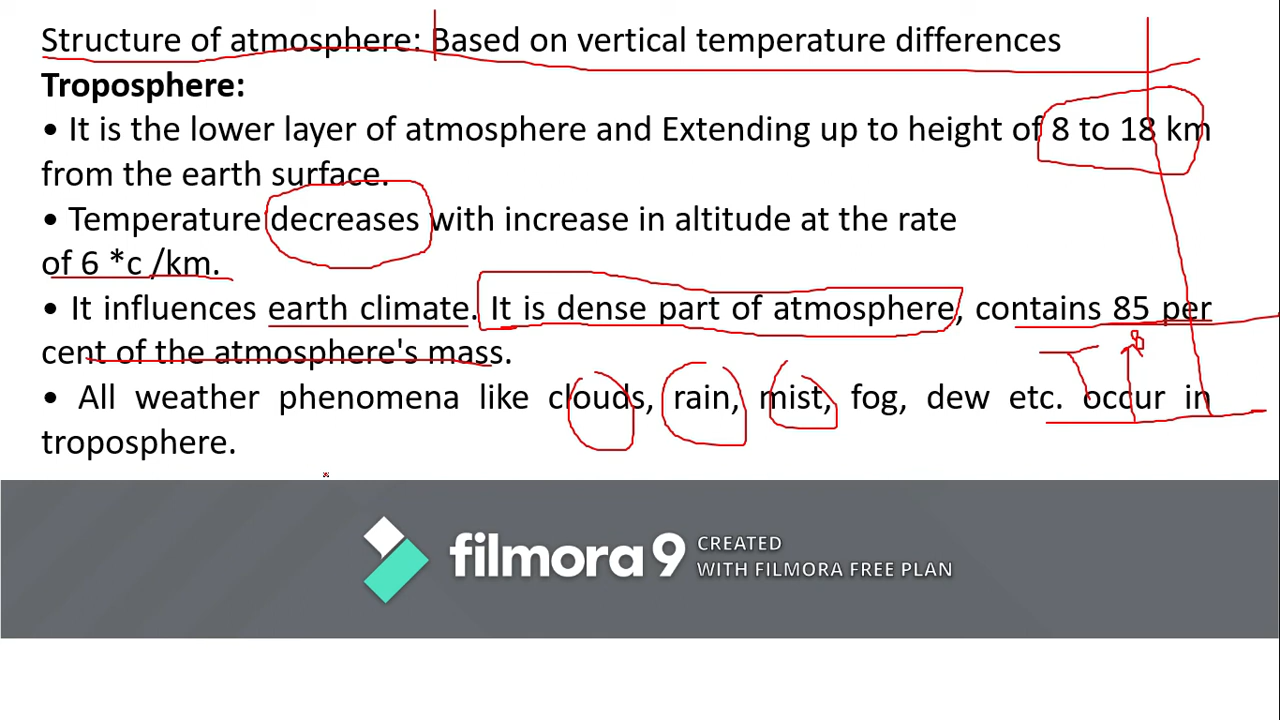 Structure of atmosphere: Based on vertical temperature differences
Troposphere:
• It is the lower layer of atmosphere and Extending up to height of 8 to 18 km
from the earth surface.
• Temperature decreases with increase in altitude at the rate
of 6 *c /km.
• It influences earth climate. It is dense part of atmosphere, contains 85 per
cent of the atmosphere's mass.
• All weather phenomena like clouds, rain, mist, fog, dew etc. occur in
troposphere.
filmora 9 CREATED
WITH FILMORA FREE PLAN